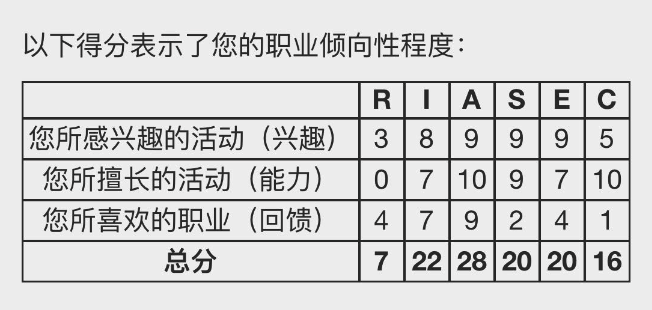 以下得分表示了您的职业倾向性程度：
R I A S E C
您所感兴趣的活动（兴趣） 3 8 9 9 9 5
您所擅长的活动（能力） 0 7 10 9 7 10
您所喜欢的职业（回馈） 4 7 9 2 4 1
总分 7 22 28 20 20 16